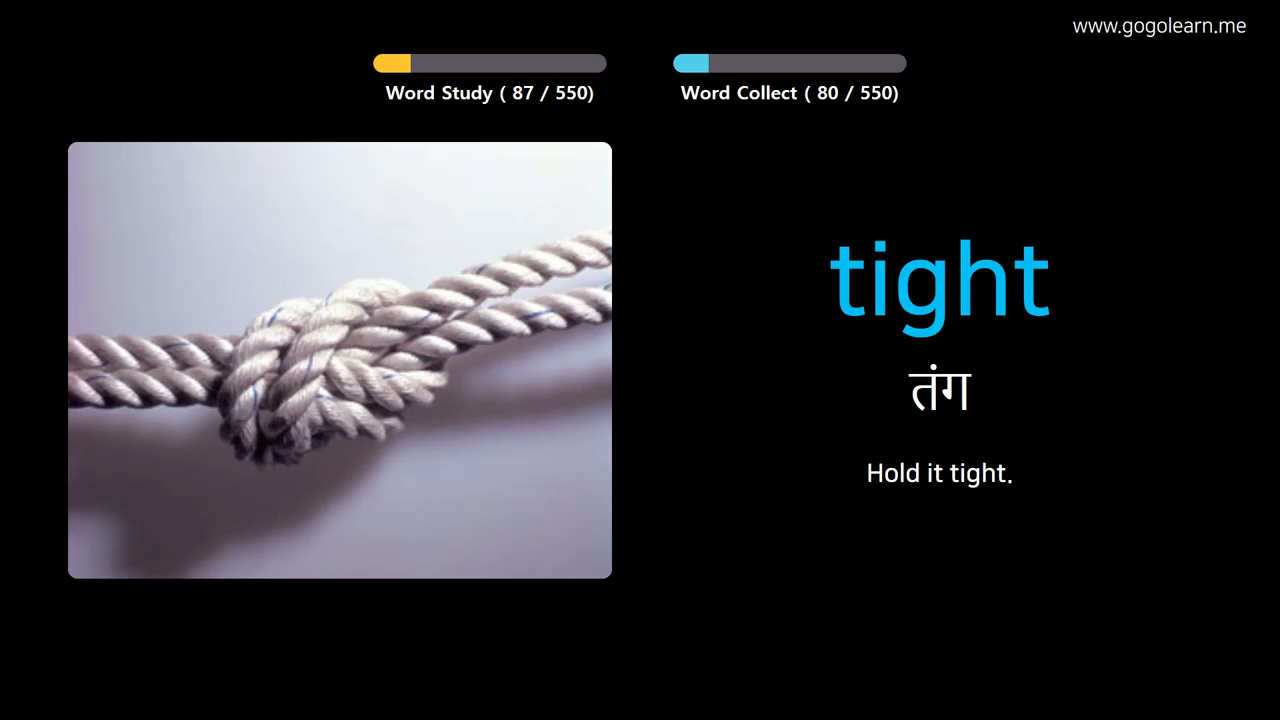 www.gogolearn.me
Word Study ( 87 / 550)
Word Collect ( 80 / 550)
tight
तंग
Hold it tight.